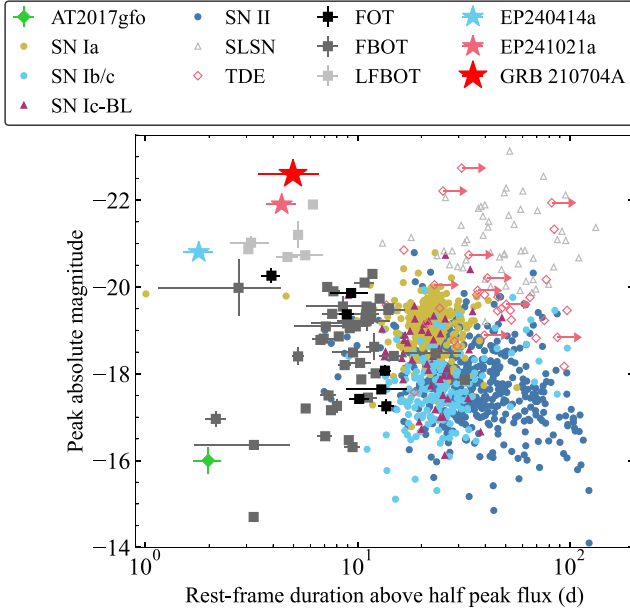 AT2017gfo SN II FOT EP240414a
SN Ia SLSN FBOT EP241021a
SN Ib/c TDE LFBOT GRB 210704A
SN Ic-BL
−22
−20
−18
−16
−14
Peak absolute magnitude
10⁰ 10¹ 10²
Rest-frame duration above half peak flux (d)